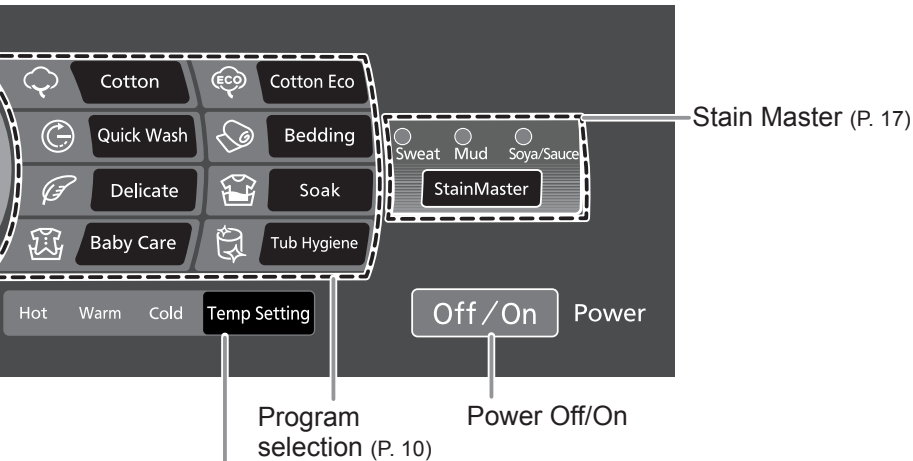 Cotton
ECO
Cotton Eco
Quick Wash
Bedding
Delicate
Soak
Baby Care
Tub Hygiene
Sweat Mud Soya/Sauce
StainMaster
Stain Master (P. 17)
Hot Warm Cold Temp Setting
Off/On Power
Program
selection (P. 10)
Power Off/On